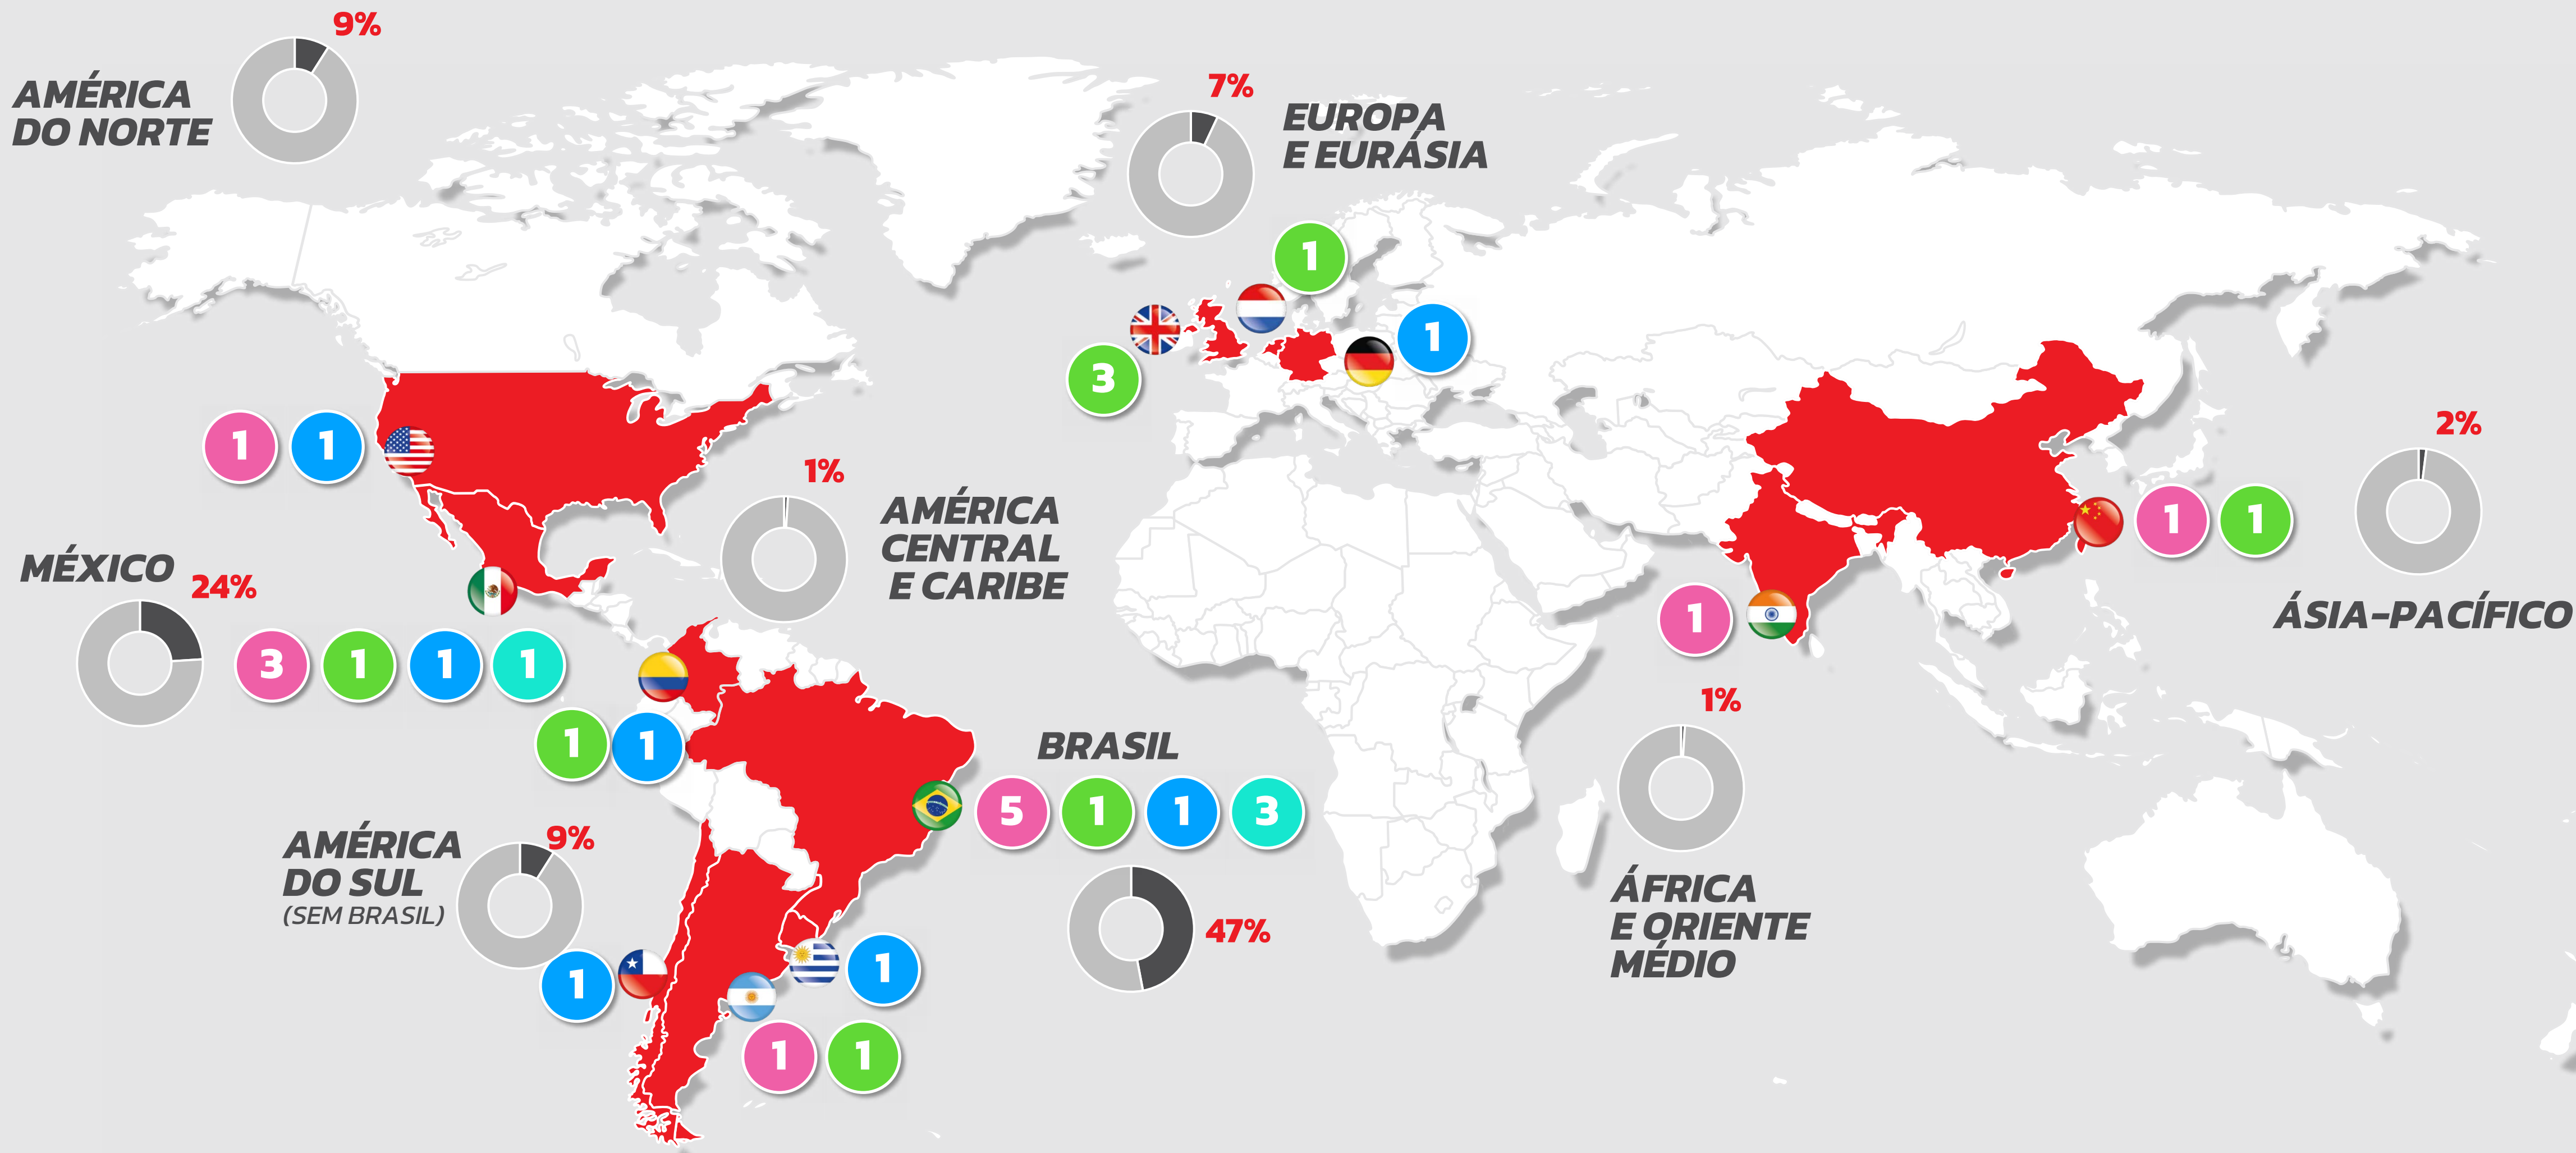 9%
AMÉRICA
DO NORTE
7%
EUROPA
E EURÁSIA
1
1
3
1 1
1%
AMÉRICA
CENTRAL
E CARIBE
2%
1 1
ÁSIA-PACÍFICO
MÉXICO
24%
3 1 1 1
1
1 1
BRASIL
5 1 1 3
47%
1%
ÁFRICA
E ORIENTE
MÉDIO
AMÉRICA
DO SUL
(SEM BRASIL)
9%
1
1
1 1